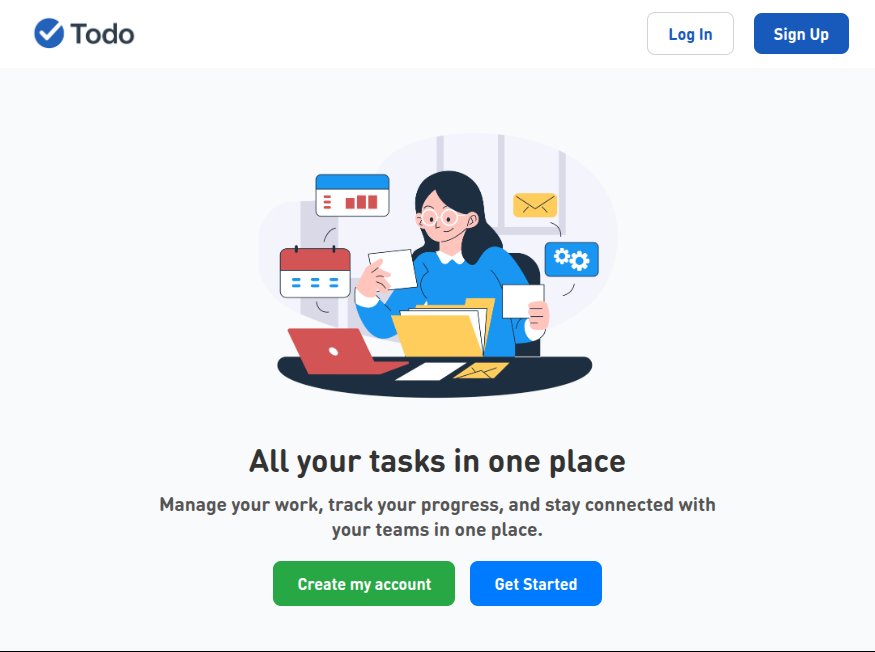 Todo
Log In
Sign Up
All your tasks in one place
Manage your work, track your progress, and stay connected with
your teams in one place.
Create my account
Get Started